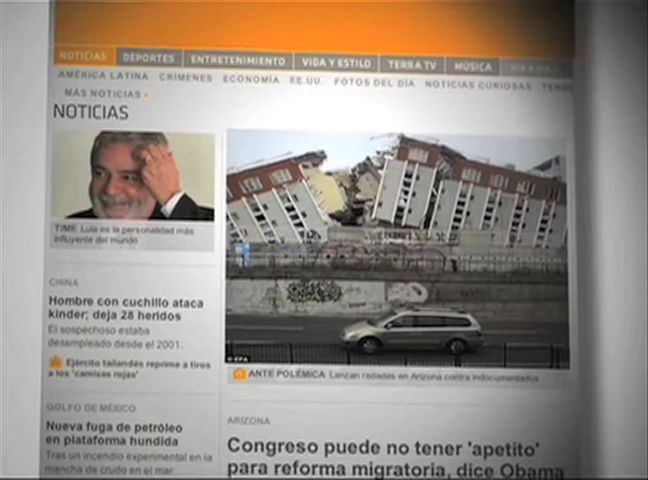 NOTICIAS DEPORTES ENTRETENIMIENTO VIDA Y ESTILO TERRA TV MÚSICA
AMÉRICA LATINA CRÍMENES ECONOMÍA EE.UU. FOTOS DEL DÍA NOTICIAS CURIOSAS
MÁS NOTICIAS
NOTICIAS
TIME Lula es la personalidad más
influyente del mundo
CHINA
Hombre con cuchillo ataca
kinder; deja 28 heridos
El sospechoso estaba
desempleado desde el 2001.
Ejército tailandés reprime a tiros
a los 'camisas rojas'
GOLFO DE MÉXICO
Nueva fuga de petróleo
en plataforma hundida
Tras un incendio experimental en la
mancha de crudo en el mar
© EPA
ANTE POLÉMICA Lanzan redadas en Arizona contra indocumentados
ARIZONA
Congreso puede no tener 'apetito'
para reforma migratoria, dice Obama